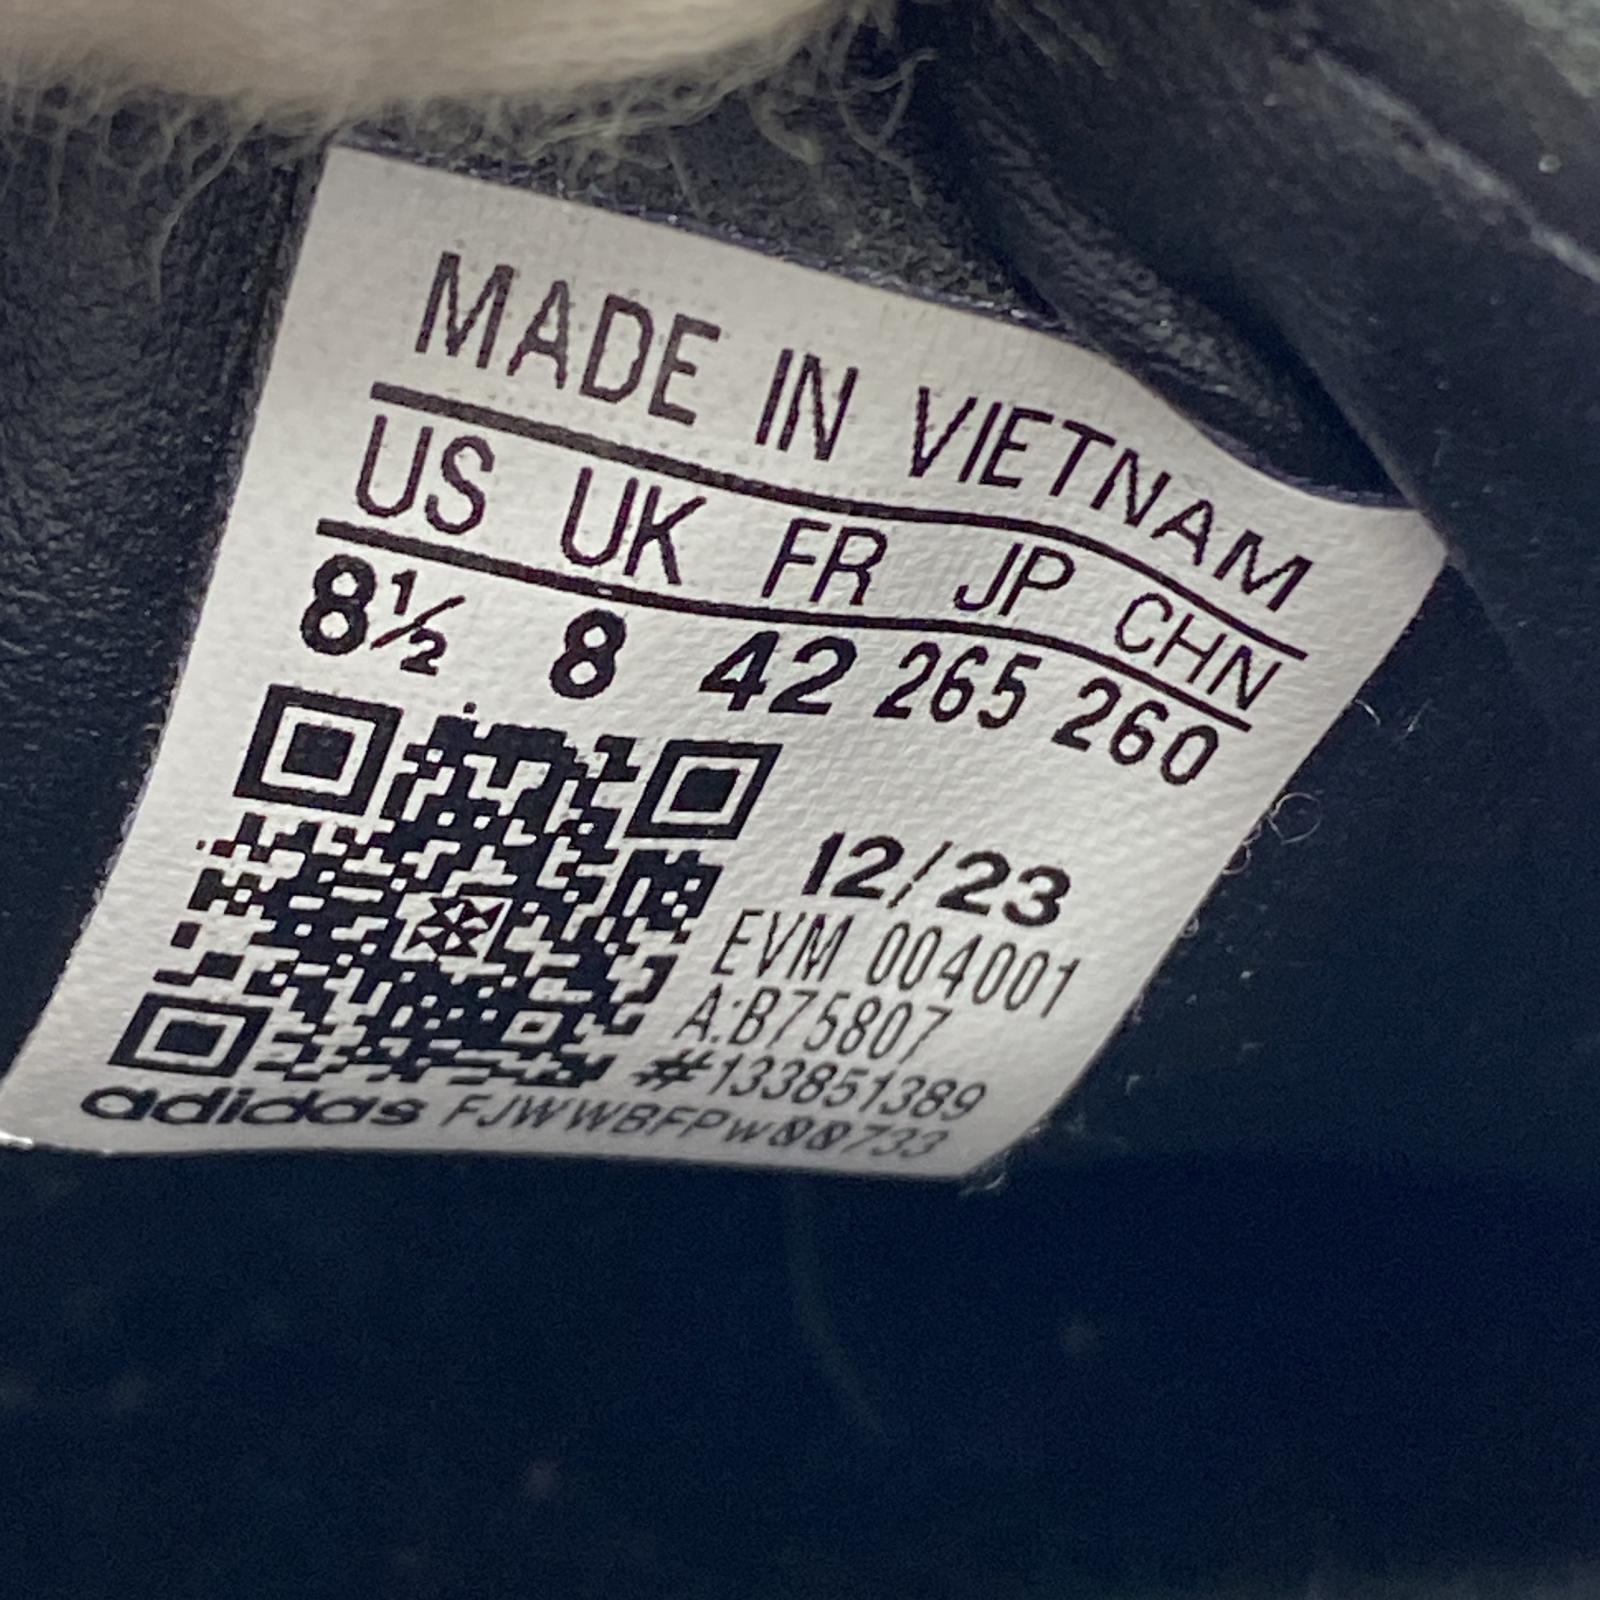 MADE IN VIETNAM
US UK FR JP CHN
8½ 8 42 265 260
12/23
EVM 004001
A:B75807
#133851389
adidas FJWWBFPW00733